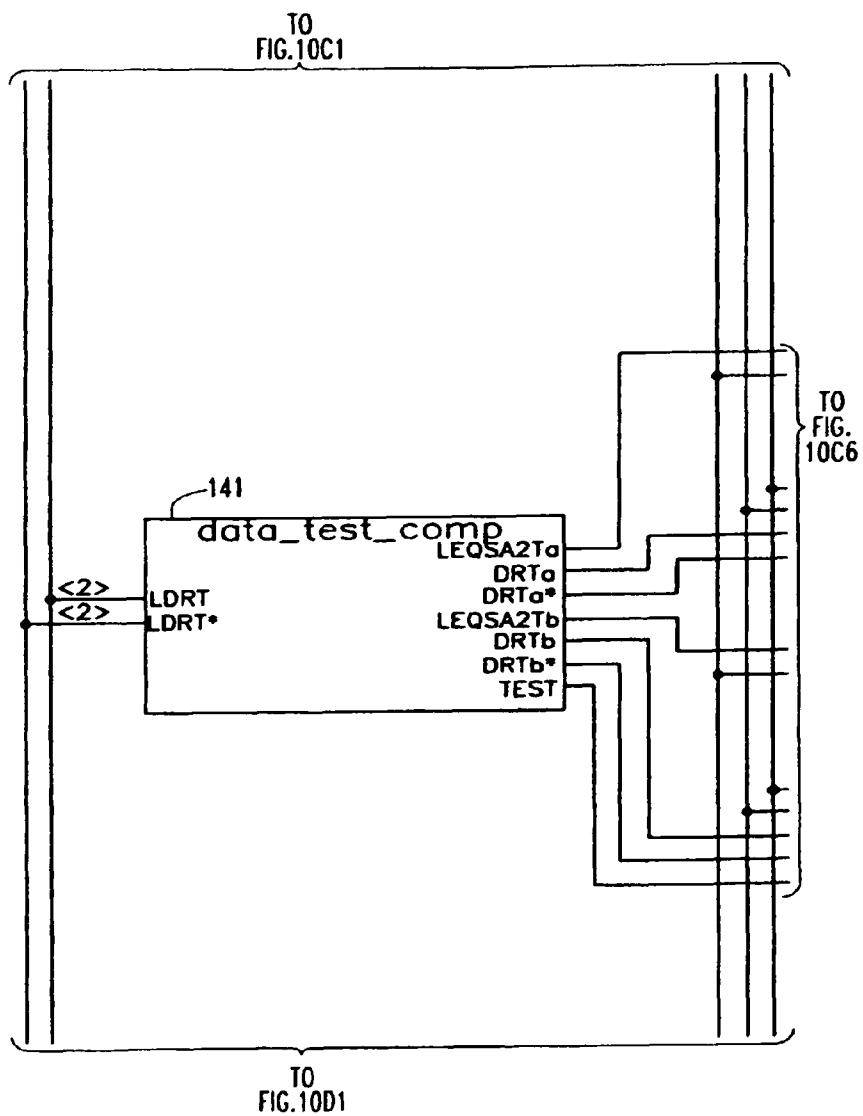 TO
FIG.10C1
TO
FIG.
10C6
141
data_test_comp
LEQSA2Ta
DRTa
<2>
LDRT
DRTa*
<2>
LDRT*
LEQSA2Tb
DRTb
DRTb*
TEST
TO
FIG.10D1